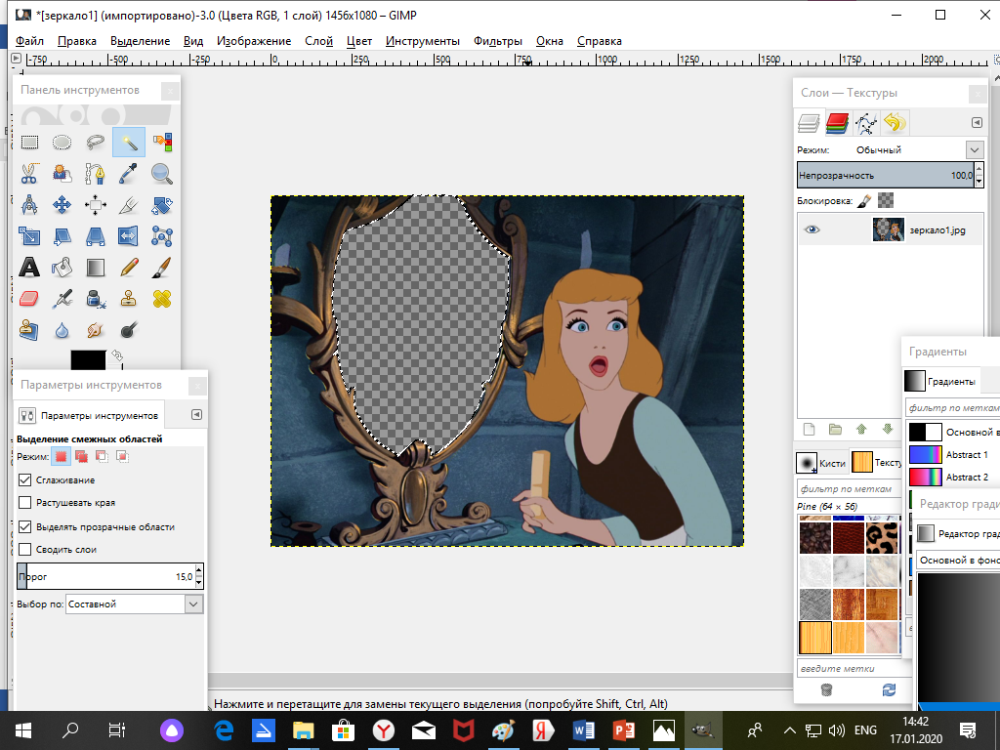 *[зеркало1] (импортировано)-3.0 (Цвета RGB, 1 слой) 1456x1080 – GIMP
Файл Правка Выделение Вид Изображение Слой Цвет Инструменты Фильтры Окна Справка
-750 -500 -250 0 250 500 750 1000 1250 1500 1750 2000
Панель инструментов
Слои — Текстуры
Режим: Обычный
Непрозрачность 100,0
Блокировка:
зеркало1.jpg
Градиенты
Градиенты
фильтр по меткам
Основной в
Abstract 1
Abstract 2
Параметры инструментов
Параметры инструментов
Выделение смежных областей
Режим:
Сглаживание
Растушевать края
Выделять прозрачные области
Сводить слои
Порог 15,0
Выбор по: Составной
Кисти Тексту
фильтр по меткам
Pine (64 × 56)
введите метки
Редактор гради
Редактор град
Основной в фоно
Нажмите и перетащите для замены текущего выделения (попробуйте Shift, Ctrl, Alt)
ENG
14:42
17.01.2020